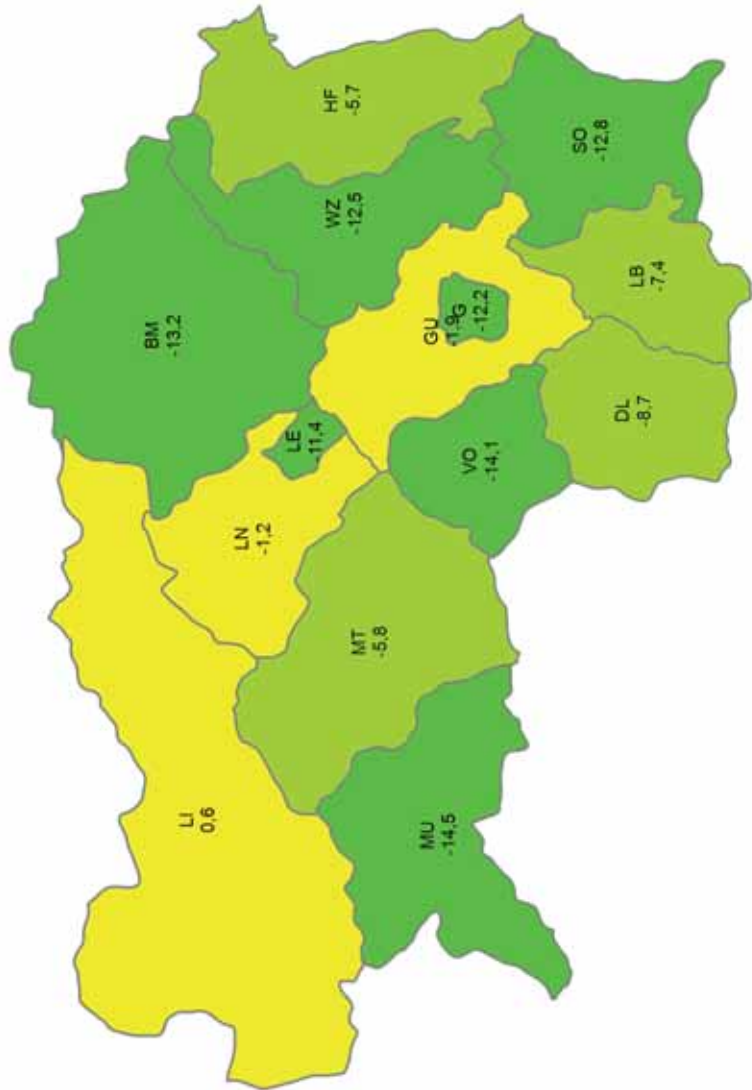 LI
0,6
MU
-14,5
MT
-5,8
LN
-1,2
LE
-11,4
BM
-13,2
VO
-14,1
DL
-8,7
GU
-1,9
G
-12,2
WZ
-12,5
LB
-7,4
HF
-5,7
SO
-12,8